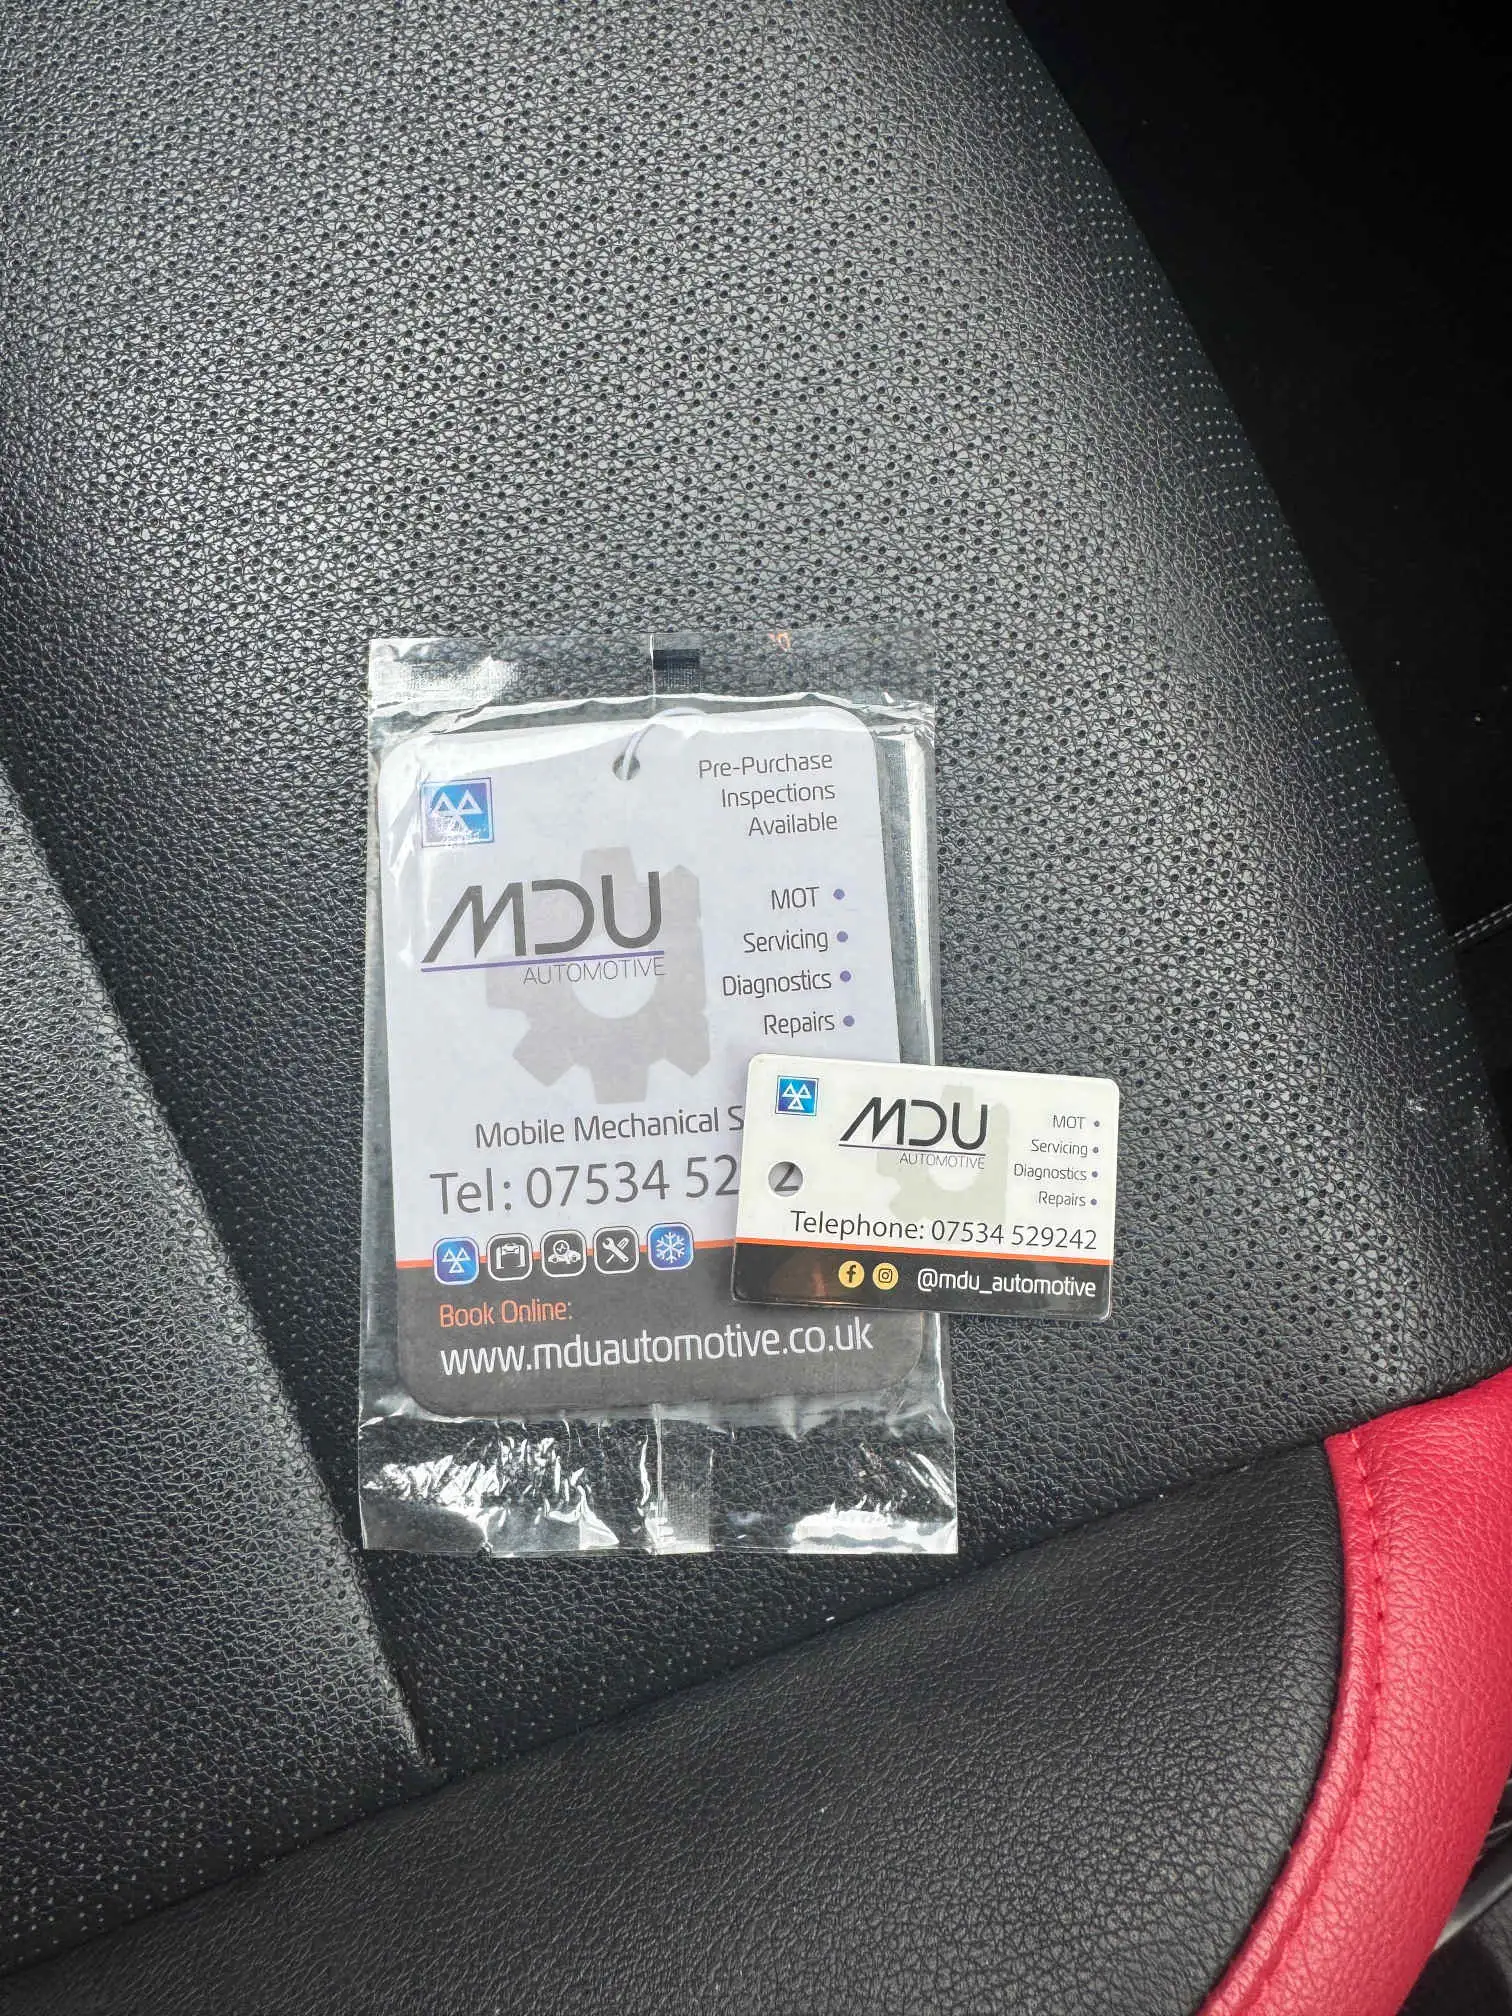 Pre-Purchase
Inspections
Available
MDU
AUTOMOTIVE
MOT •
Servicing •
Diagnostics •
Repairs •
Mobile Mechanical S
Tel: 07534 52 2
Book Online:
www.mduautomotive.co.uk
MDU
AUTOMOTIVE
MOT •
Servicing •
Diagnostics •
Repairs •
Telephone: 07534 529242
@mdu_automotive